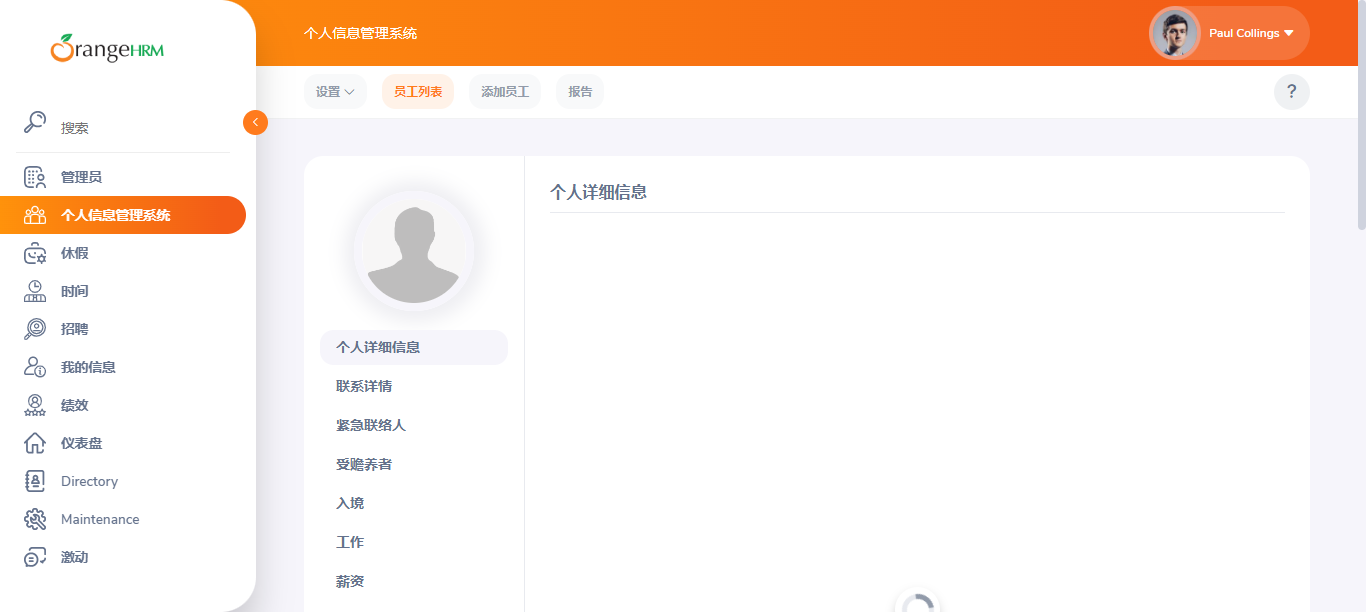 OrangeHRM
搜索
管理员
个人信息管理系统
休假
时间
招聘
我的信息
绩效
仪表盘
Directory
Maintenance
激动
个人信息管理系统
Paul Collings
设置
员工列表
添加员工
报告
?
个人详细信息
联系详情
紧急联络人
受赡养者
入境
工作
薪资
个人详细信息